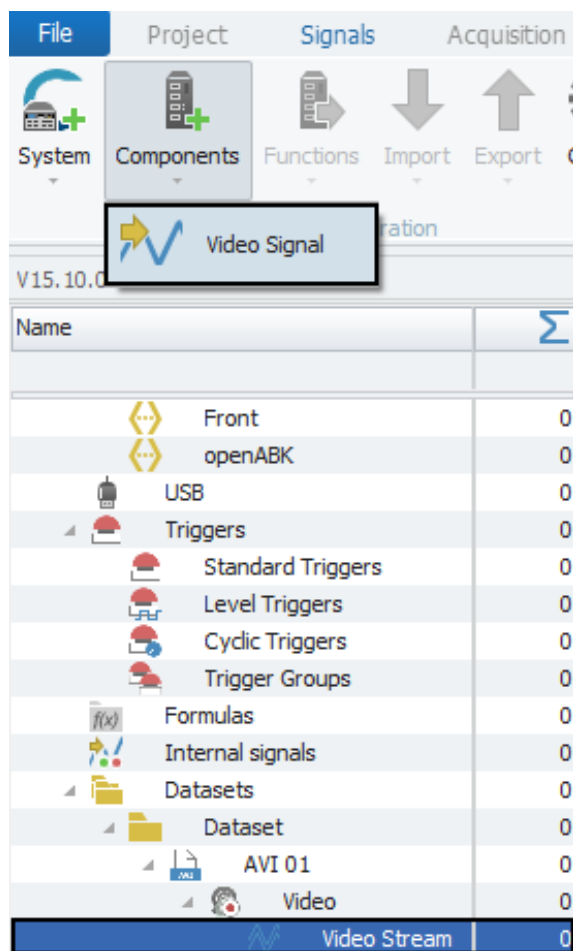 File Project Signals Acquisition
System Components Functions Import Export
Video Signal
ration
V15.10.0
Name Σ
Front 0
openABK 0
USB 0
Triggers 0
Standard Triggers 0
Level Triggers 0
Cyclic Triggers 0
Trigger Groups 0
f(x) Formulas 0
Internal signals 0
Datasets 0
Dataset 0
AVI 01 0
Video 0
Video Stream 0